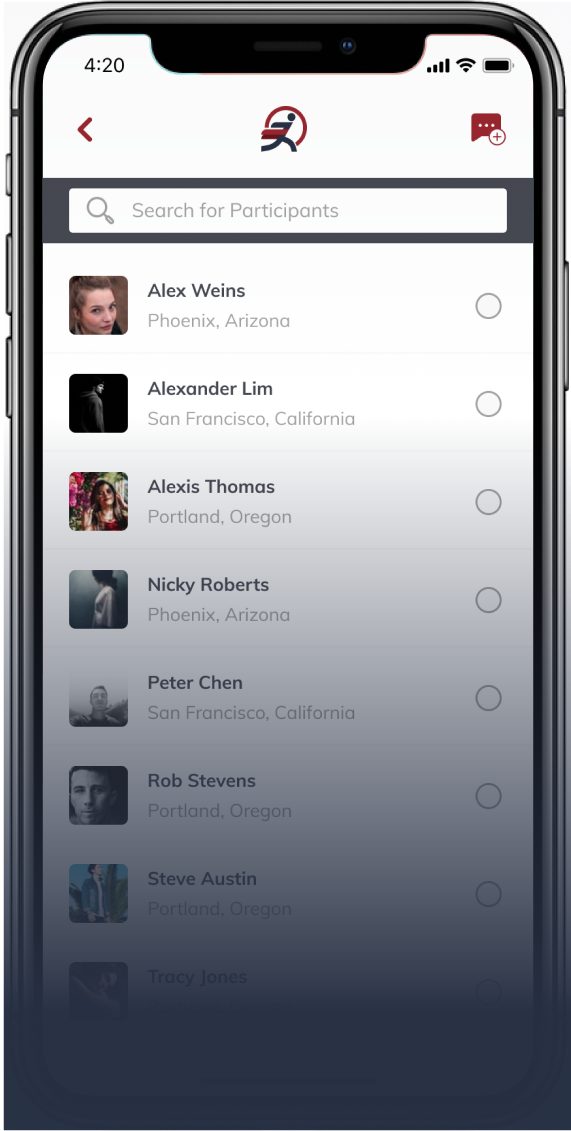 4:20
Search for Participants
Alex Weins
Phoenix, Arizona
Alexander Lim
San Francisco, California
Alexis Thomas
Portland, Oregon
Nicky Roberts
Phoenix, Arizona
Peter Chen
San Francisco, California
Rob Stevens
Portland, Oregon
Steve Austin
Portland, Oregon
Tracy Jones